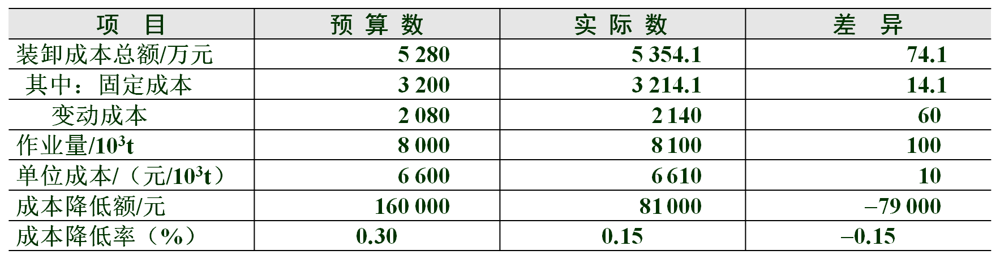 项 目 预 算 数 实 际 数 差 异
装卸成本总额/万元 5 280 5 354.1 74.1
其中：固定成本 3 200 3 214.1 14.1
变动成本 2 080 2 140 60
作业量/10³t 8 000 8 100 100
单位成本/（元/10³t） 6 600 6 610 10
成本降低额/元 160 000 81 000 –79 000
成本降低率（%） 0.30 0.15 –0.15